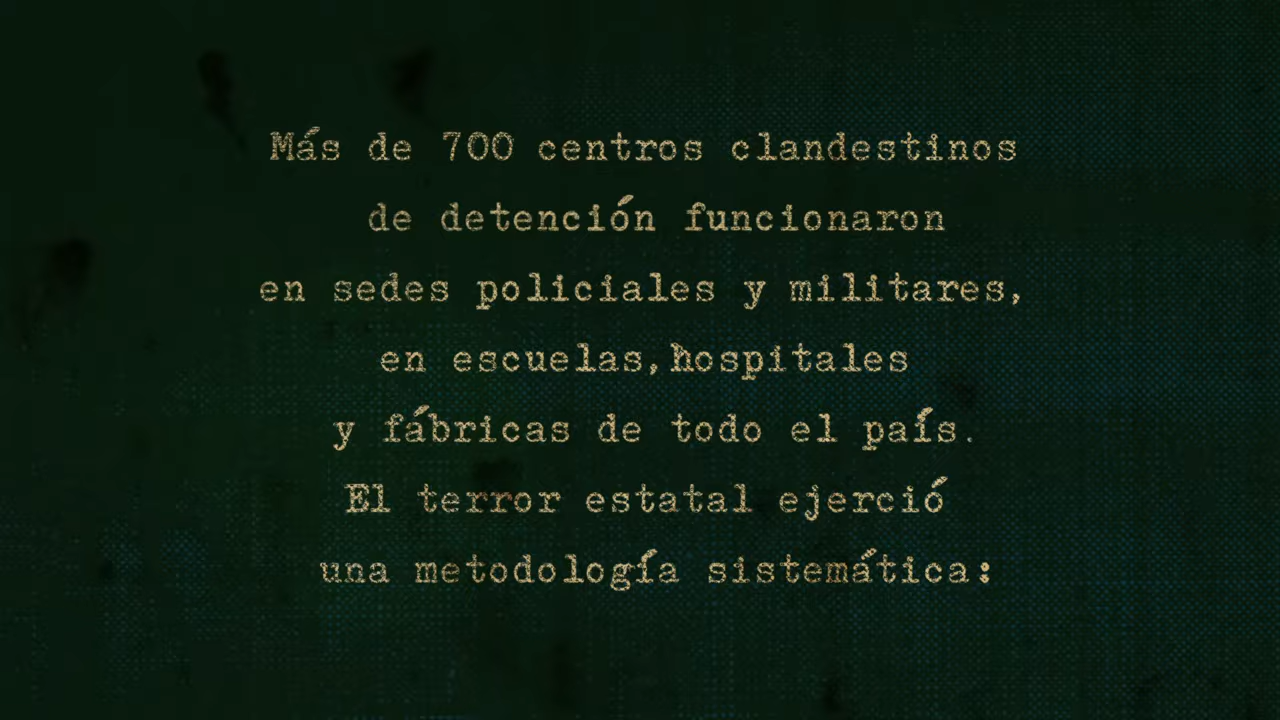 Más de 700 centros clandestinos
de detención funcionaron
en sedes policiales y militares,
en escuelas,hospitales
y fábricas de todo el país.
El terror estatal ejerció
una metodología sistemática: